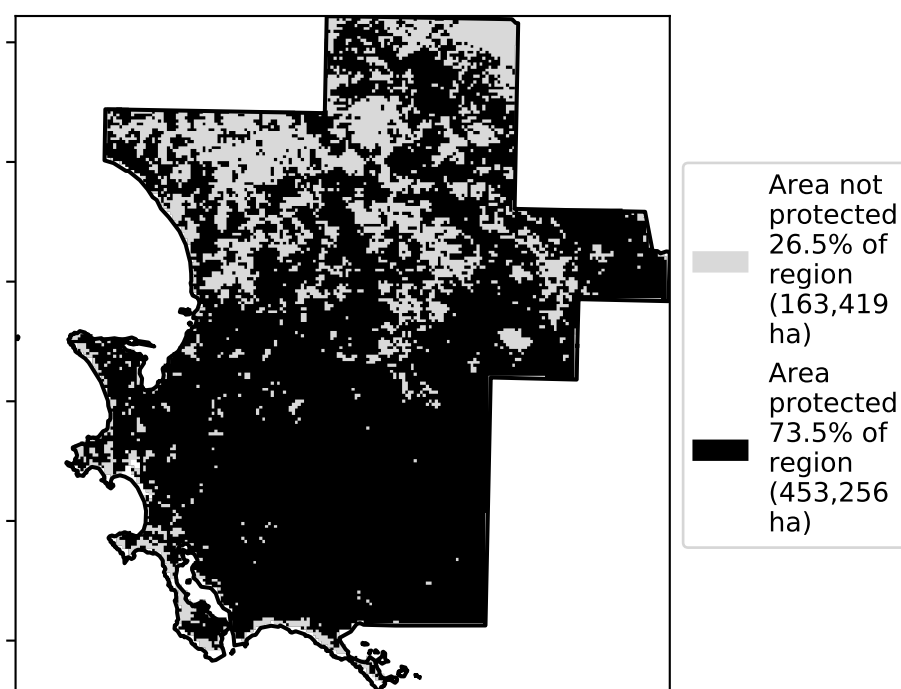 Area not
protected
26.5% of
region
(163,419
ha)
Area
protected
73.5% of
region
(453,256
ha)